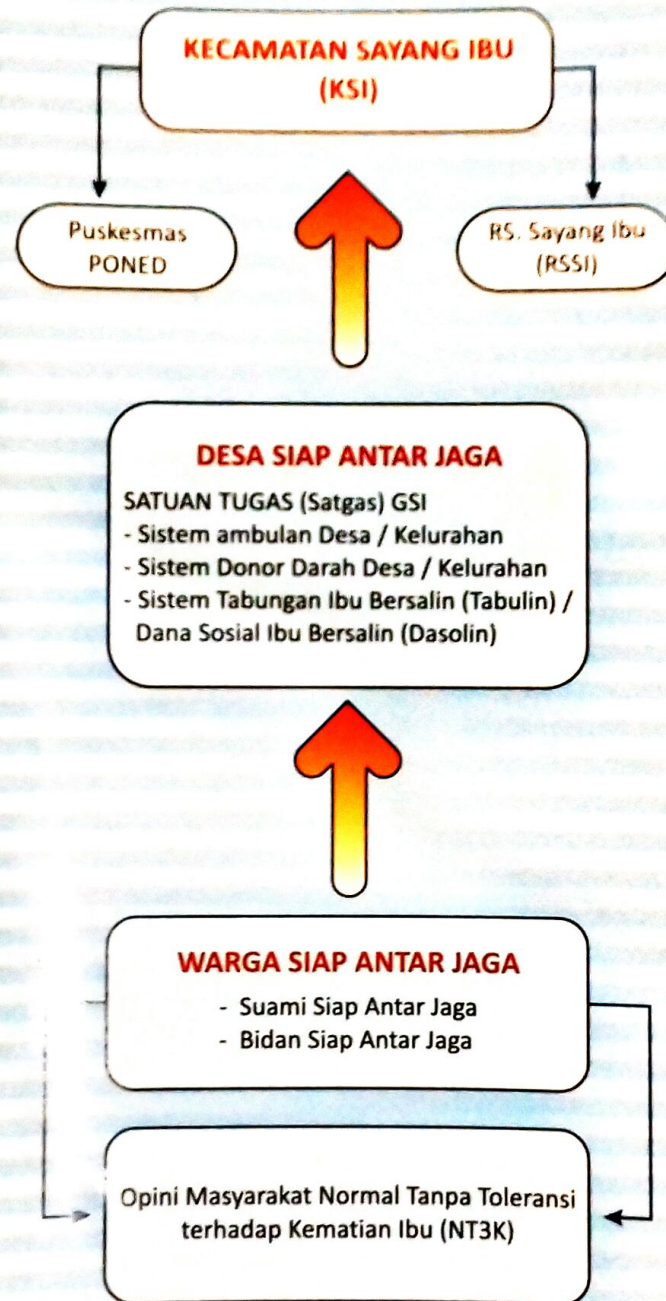 KECAMATAN SAYANG IBU
(KSI)
Puskesmas
PONED
RS. Sayang Ibu
(RSSI)
DESA SIAP ANTAR JAGA
SATUAN TUGAS (Satgas) GSI
- Sistem ambulan Desa / Kelurahan
- Sistem Donor Darah Desa / Kelurahan
- Sistem Tabungan Ibu Bersalin (Tabulin) /
Dana Sosial Ibu Bersalin (Dasolin)
WARGA SIAP ANTAR JAGA
- Suami Siap Antar Jaga
- Bidan Siap Antar Jaga
Opini Masyarakat Normal Tanpa Toleransi
terhadap Kematian Ibu (NT3K)